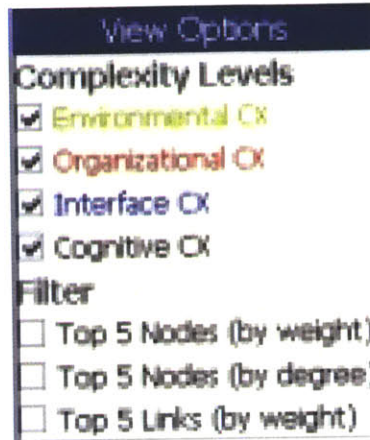 View Options
Complexity Levels
Environmental CX
Organizational CX
Interface CX
Cognitive CX
Filter
Top 5 Nodes (by weight)
Top 5 Nodes (by degree)
Top 5 Links (by weight)